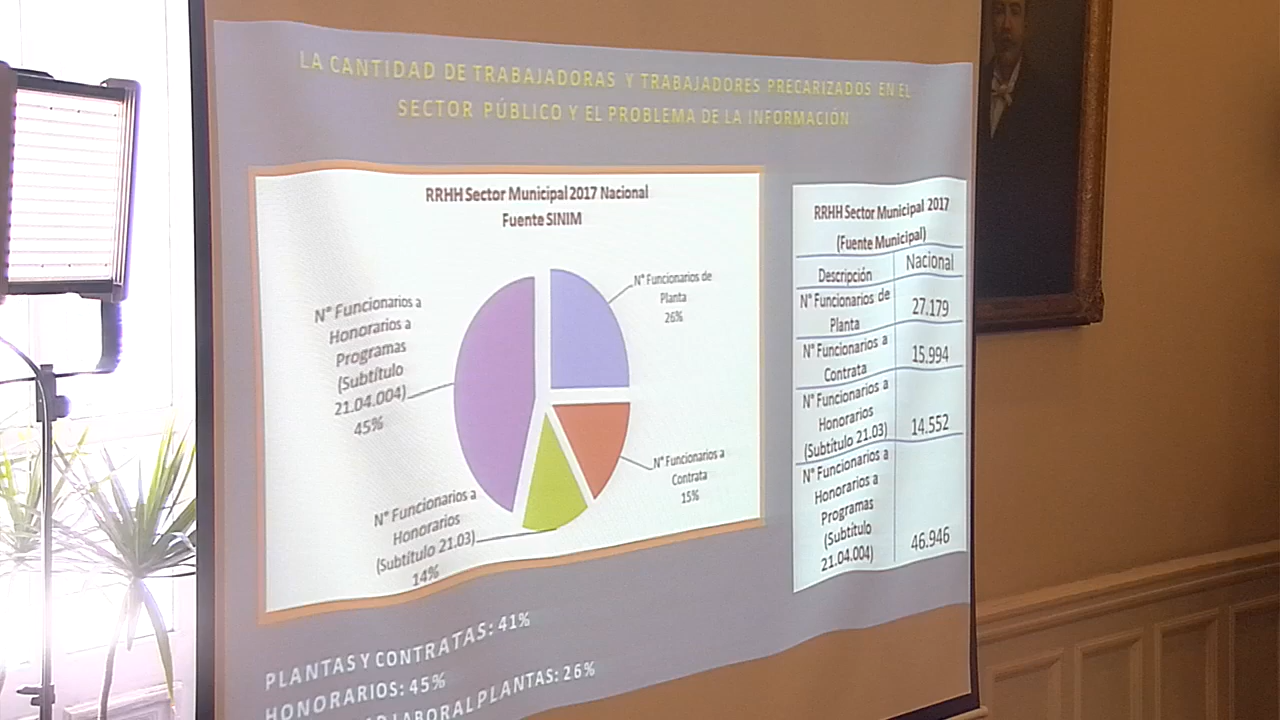 LA CANTIDAD DE TRABAJADORAS Y TRABAJADORES PRECARIZADOS EN EL
SECTOR PÚBLICO Y EL PROBLEMA DE LA INFORMACIÓN
RRHH Sector Municipal 2017 Nacional
Fuente SINIM
N° Funcionarios de
Planta
26%
N° Funcionarios a
Contrata
15%
N° Funcionarios a
Honorarios
(Subtítulo 21.03)
14%
N° Funcionarios a
Honorarios a
Programas
(Subtítulo
21.04.004)
45%
RRHH Sector Municipal 2017
(Fuente Municipal)
Descripción Nacional
N° Funcionarios de
Planta 27.179
N° Funcionarios a
Contrata 15.994
N° Funcionarios a
Honorarios
(Subtítulo 21.03) 14.552
N° Funcionarios a
Honorarios a
Programas
(Subtítulo
21.04.004) 46.946
PLANTAS Y CONTRATAS: 41%
HONORARIOS: 45%
LABORAL PLANTAS: 26%